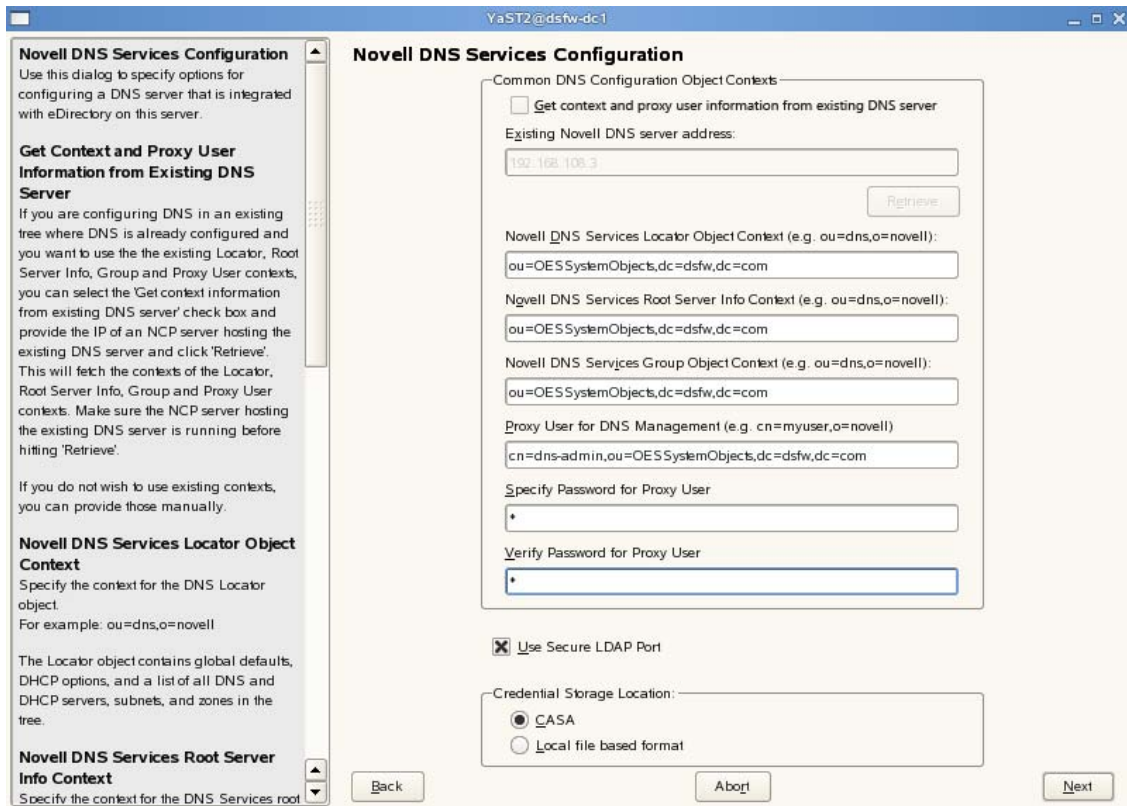 YaST2@dsfw-dc1
Novell DNS Services Configuration
Use this dialog to specify options for
configuring a DNS server that is integrated
with eDirectory on this server.
Get Context and Proxy User
Information from Existing DNS
Server
If you are configuring DNS in an existing
tree where DNS is already configured and
you want to use the the existing Locator, Root
Server Info, Group and Proxy User contexts,
you can select the 'Get context information
from existing DNS server' check box and
provide the IP of an NCP server hosting the
existing DNS server and click 'Retrieve'.
This will fetch the contexts of the Locator,
Root Server Info, Group and Proxy User
contexts. Make sure the NCP server hosting
the existing DNS server is running before
hitting 'Retrieve'.
If you do not wish to use existing contexts,
you can provide those manually.
Novell DNS Services Locator Object
Context
Specify the context for the DNS Locator
object.
For example: ou=dns,o=novell
The Locator object contains global defaults,
DHCP options, and a list of all DNS and
DHCP servers, subnets, and zones in the
tree.
Novell DNS Services Root Server
Info Context
Specify the context for the DNS Services root
Novell DNS Services Configuration
Common DNS Configuration Object Contexts
Get context and proxy user information from existing DNS server
Existing Novell DNS server address:
192.168.108.3
Retrieve
Novell DNS Services Locator Object Context (e.g. ou=dns,o=novell):
ou=OESSystemObjects,dc=dsfw,dc=com
Novell DNS Services Root Server Info Context (e.g. ou=dns,o=novell):
ou=OESSystemObjects,dc=dsfw,dc=com
Novell DNS Services Group Object Context (e.g. ou=dns,o=novell):
ou=OESSystemObjects,dc=dsfw,dc=com
Proxy User for DNS Management (e.g. cn=myuser,o=novell)
cn=dns-admin,ou=OESSystemObjects,dc=dsfw,dc=com
Specify Password for Proxy User
*
Verify Password for Proxy User
*
Use Secure LDAP Port
Credential Storage Location:
CASA
Local file based format
Back
Abort
Next